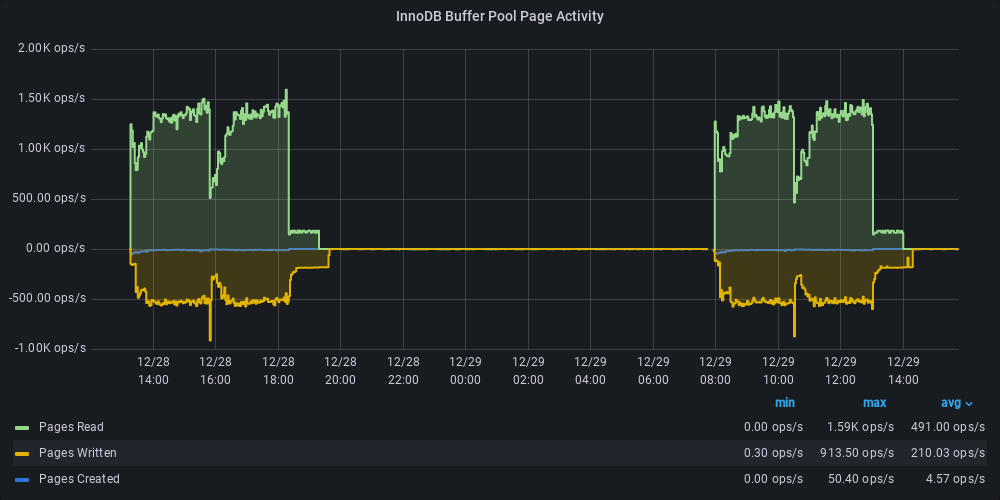 InnoDB Buffer Pool Page Activity
2.00K ops/s
1.50K ops/s
1.00K ops/s
500.00 ops/s
0.00 ops/s
-500.00 ops/s
-1.00K ops/s
12/28 12/28 12/28 12/28 12/28 12/29 12/29 12/29 12/29 12/29 12/29 12/29 12/29
14:00 16:00 18:00 20:00 22:00 00:00 02:00 04:00 06:00 08:00 10:00 12:00 14:00
min max avg
Pages Read 0.00 ops/s 1.59K ops/s 491.00 ops/s
Pages Written 0.30 ops/s 913.50 ops/s 210.03 ops/s
Pages Created 0.00 ops/s 50.40 ops/s 4.57 ops/s